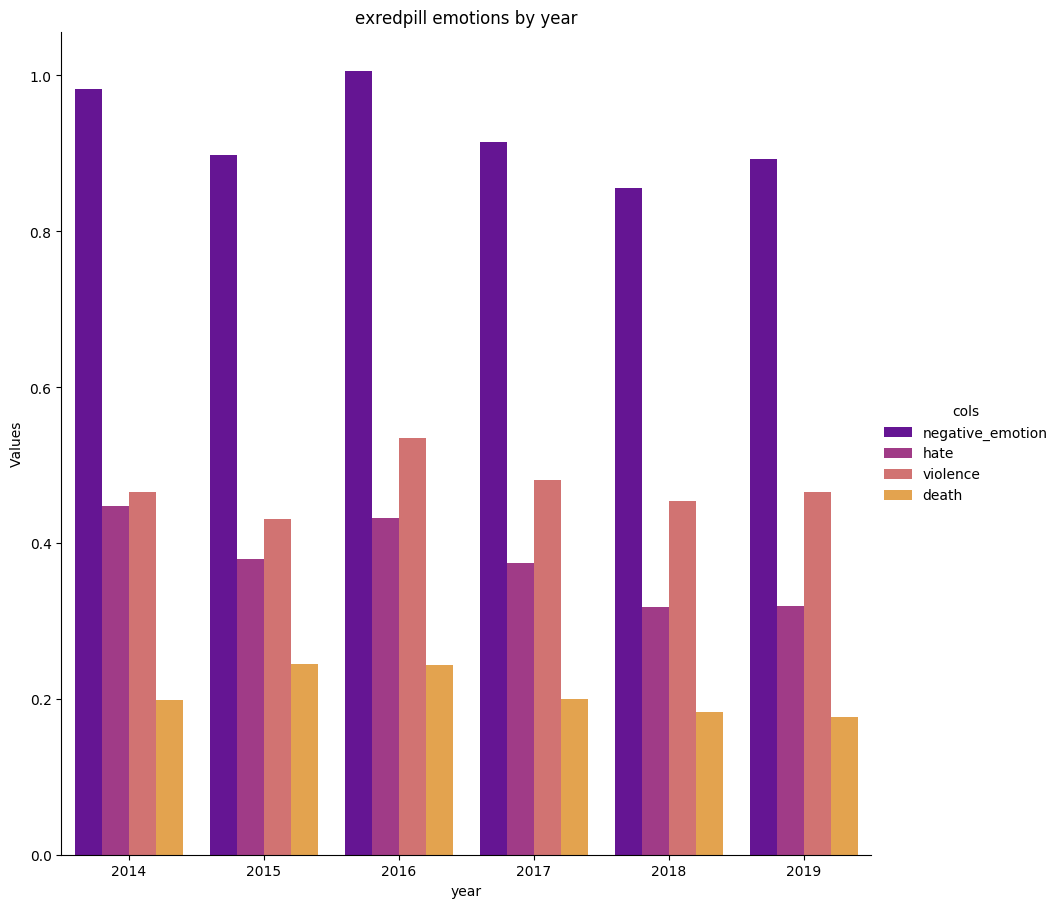 exredpill emotions by year
1.0
0.8
0.6
0.4
0.2
0.0
Values
2014 2015 2016 2017 2018 2019
year
cols
negative_emotion
hate
violence
death